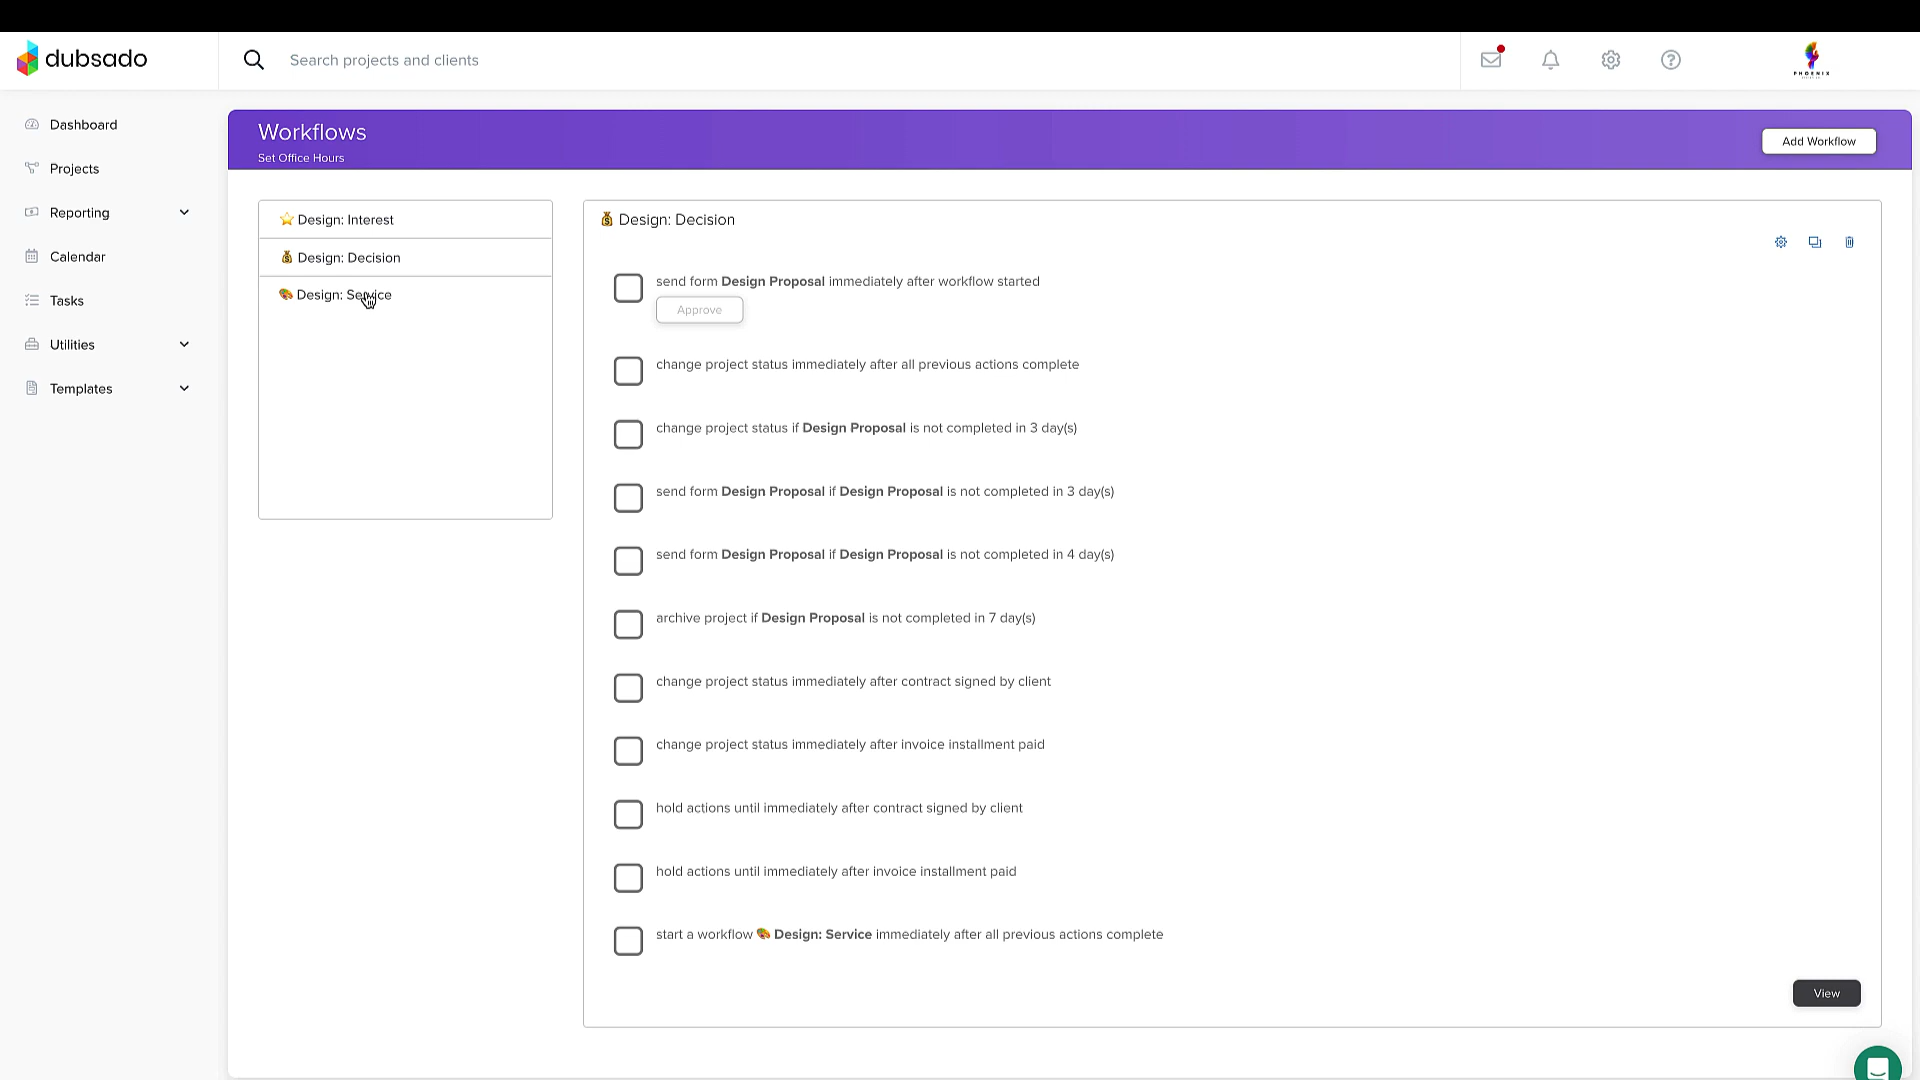 dubsado
Search projects and clients
PHOENIX
Dashboard
Projects
Reporting
Calendar
Tasks
Utilities
Templates
Workflows
Set Office Hours
Add Workflow
Design: Interest
Design: Decision
Design: Service
Design: Decision
send form Design Proposal immediately after workflow started
Approve
change project status immediately after all previous actions complete
change project status if Design Proposal is not completed in 3 day(s)
send form Design Proposal if Design Proposal is not completed in 3 day(s)
send form Design Proposal if Design Proposal is not completed in 4 day(s)
archive project if Design Proposal is not completed in 7 day(s)
change project status immediately after contract signed by client
change project status immediately after invoice installment paid
hold actions until immediately after contract signed by client
hold actions until immediately after invoice installment paid
start a workflow 🎨 Design: Service immediately after all previous actions complete
View